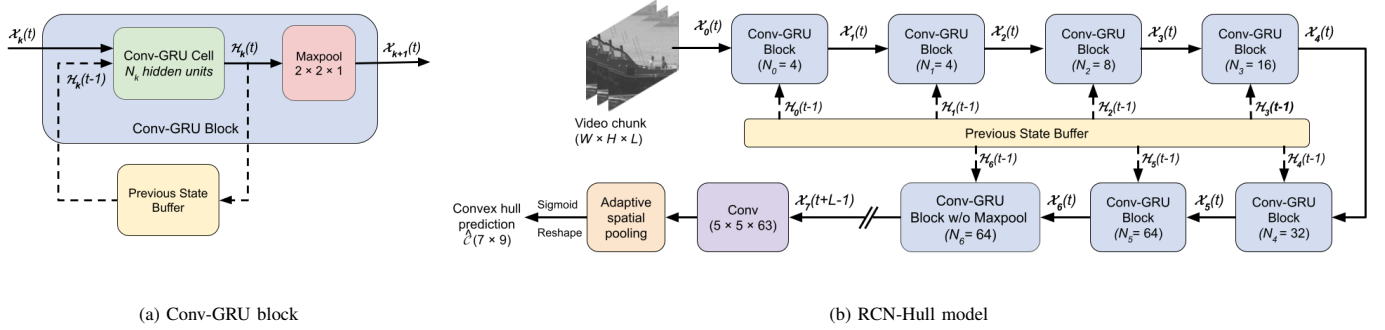 𝒳k(t)
ℋk(t)
𝒳k+1(t)
Conv-GRU Cell
Nk hidden units
Maxpool
2 × 2 × 1
ℋk(t-1)
Conv-GRU Block
Previous State
Buffer
(a) Conv-GRU block
𝒳0(t)
Conv-GRU
Block
(N0 = 4)
𝒳1(t)
Conv-GRU
Block
(N1 = 4)
𝒳2(t)
Conv-GRU
Block
(N2 = 8)
𝒳3(t)
Conv-GRU
Block
(N3 = 16)
𝒳4(t)
Video chunk
(W × H × L)
ℋ0(t-1)
ℋ1(t-1)
ℋ2(t-1)
ℋ3(t-1)
Previous State Buffer
ℋ6(t-1)
ℋ5(t-1)
ℋ4(t-1)
Convex hull
prediction
𝒞̂ (7 × 9)
Sigmoid
Reshape
Adaptive
spatial
pooling
Conv
(5 × 5 × 63)
𝒳7(t+L-1)
Conv-GRU
Block w/o Maxpool
(N6 = 64)
𝒳6(t)
Conv-GRU
Block
(N5 = 64)
𝒳5(t)
Conv-GRU
Block
(N4 = 32)
(b) RCN-Hull model